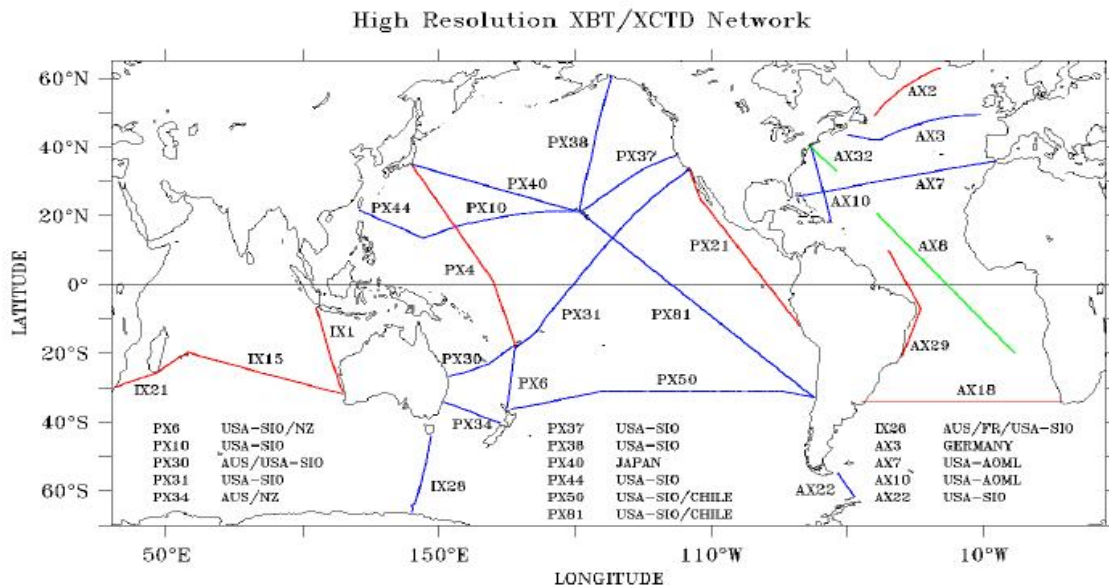 High Resolution XBT/XCTD Network
60°N
40°N
20°N
0°
20°S
40°S
60°S
LATITUDE
50°E
150°W
110°W
10°W
LONGITUDE
AX2
AX3
AX32
AX7
AX10
AX8
AX29
AX18
AX22
PX38
PX37
PX40
PX44
PX10
PX4
PX21
PX31
PX81
PX30
PX6
PX50
PX34
IX1
IX15
IX21
IX28
PX6 USA-SIO/NZ
PX10 USA-SIO
PX30 AUS/USA-SIO
PX31 USA-SIO
PX34 AUS/NZ
PX37 USA-SIO
PX38 USA-SIO
PX40 JAPAN
PX44 USA-SIO
PX50 USA-SIO/CHILE
PX81 USA-SIO/CHILE
IX28 AUS/FR/USA-SIO
AX3 GERMANY
AX7 USA-AOML
AX10 USA-AOML
AX22 USA-SIO